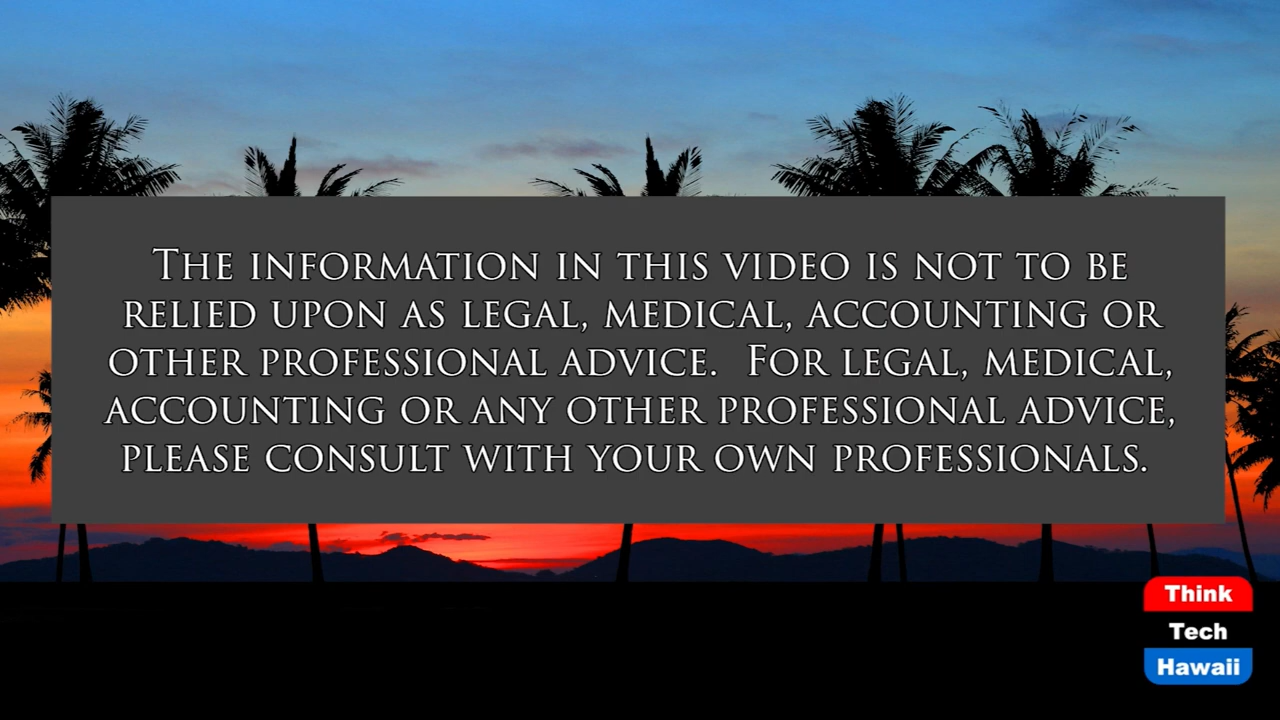 The information in this video is not to be
relied upon as legal, medical, accounting or
other professional advice.  For legal, medical,
accounting or any other professional advice,
please consult with your own professionals.
Think
Tech
Hawaii